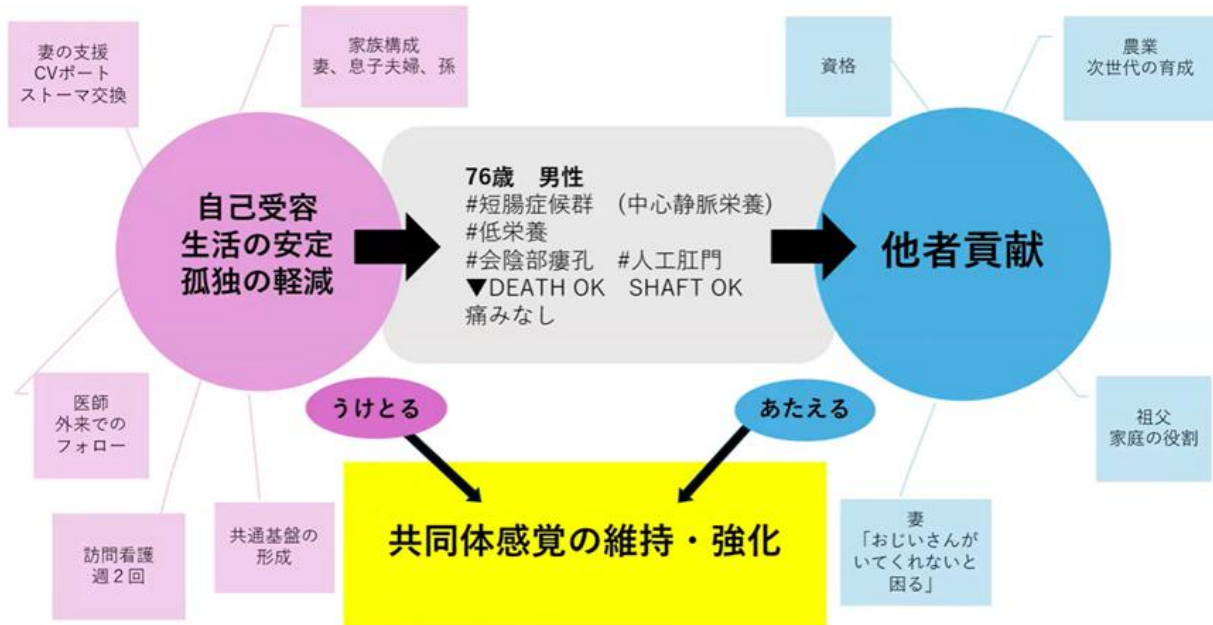 妻の支援
CVポート
ストーマ交換
家族構成
妻、息子夫婦、孫
資格
農業
次世代の育成
自己受容
生活の安定
孤独の軽減
76歳 男性
#短腸症候群 (中心静脈栄養)
#低栄養
#会陰部瘻孔 #人工肛門
▼DEATH OK SHAFT OK
痛みなし
他者貢献
医師
外来での
フォロー
うけとる
あたえる
祖父
家庭の役割
訪問看護
週2回
共通基盤の
形成
共同体感覚の維持・強化
妻
「おじいさんが
いてくれないと
困る」